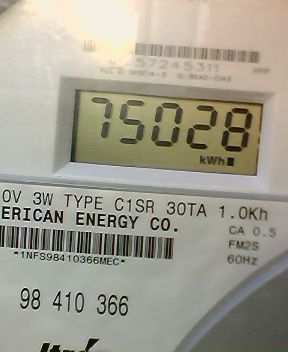 57245311
75028
kWh
0V 3W TYPE C1SR 30TA 1.0Kh
ERICAN ENERGY CO.
CA 0.5
FM2S
60Hz
*1NFS98410366MEC*
98 410 366